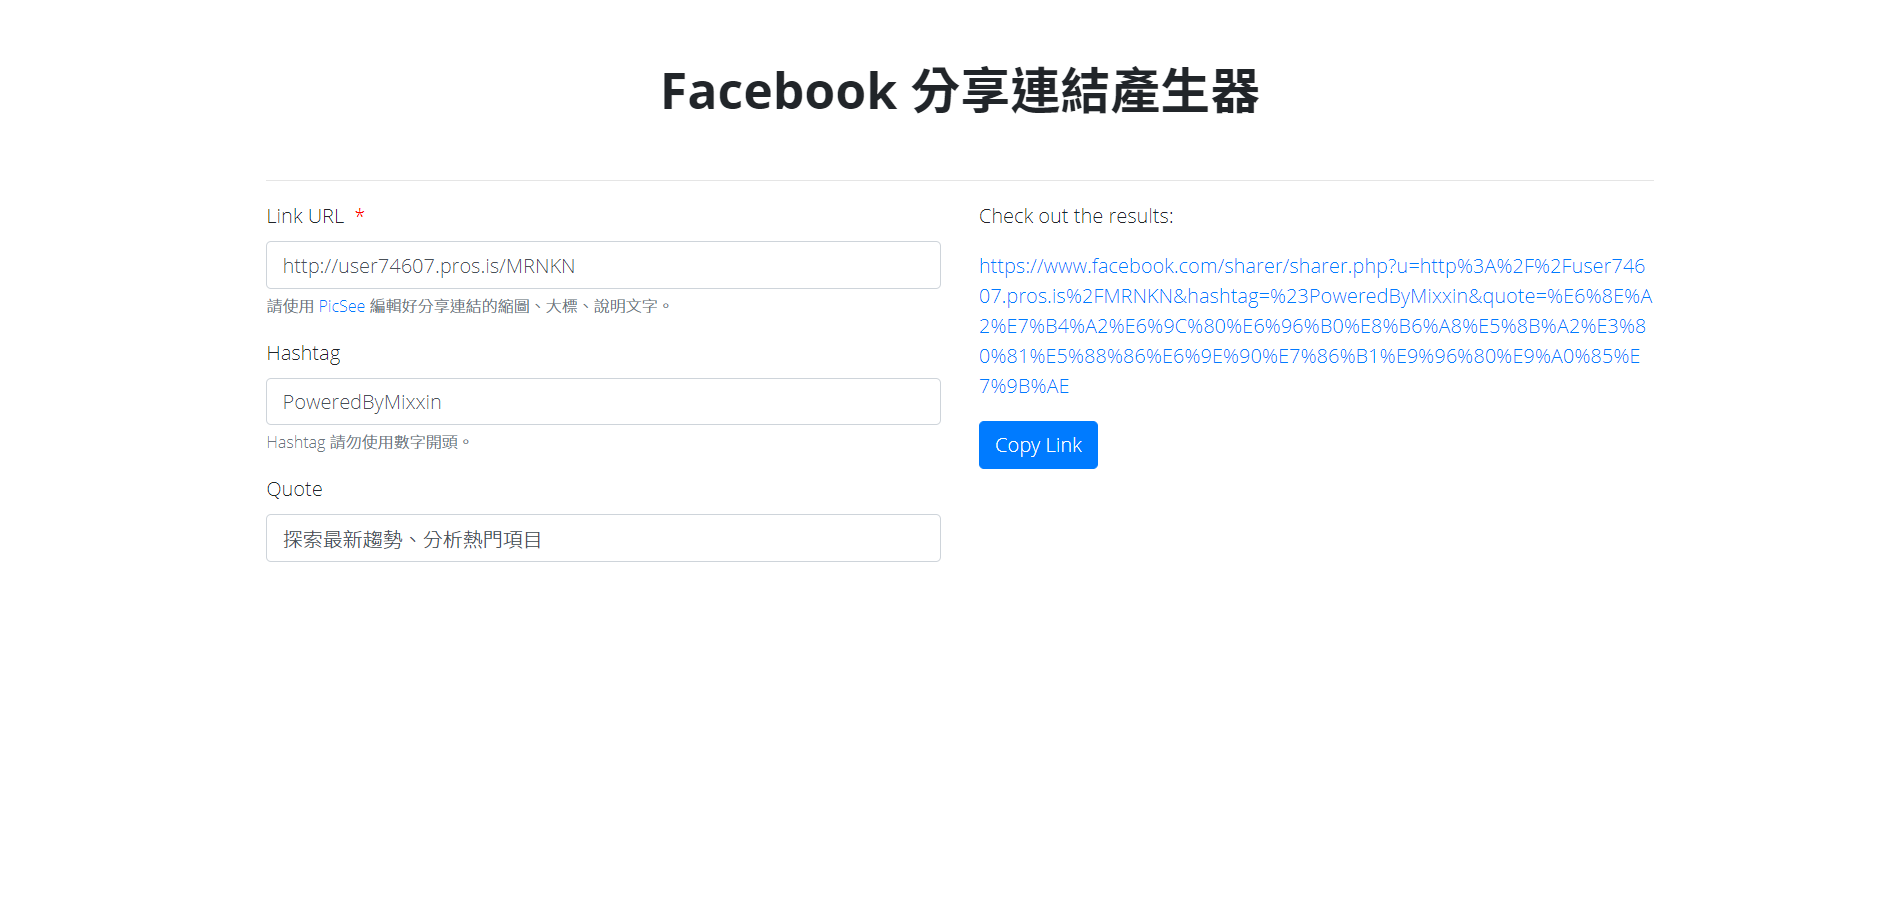 Facebook 分享連結產生器
Link URL *
http://user74607.pros.is/MRNKN
請使用 PicSee 編輯好分享連結的縮圖、大標、說明文字。
Hashtag
PoweredByMixxin
Hashtag 請勿使用數字開頭。
Quote
探索最新趨勢、分析熱門項目
Check out the results:
https://www.facebook.com/sharer/sharer.php?u=http%3A%2F%2Fuser746
07.pros.is%2FMRNKN&hashtag=%23PoweredByMixxin&quote=%E6%8E%A
2%E7%B4%A2%E6%9C%80%E6%96%B0%E8%B6%A8%E5%8B%A2%E3%8
0%81%E5%88%86%E6%9E%90%E7%86%B1%E9%96%80%E9%A0%85%E
7%9B%AE
Copy Link